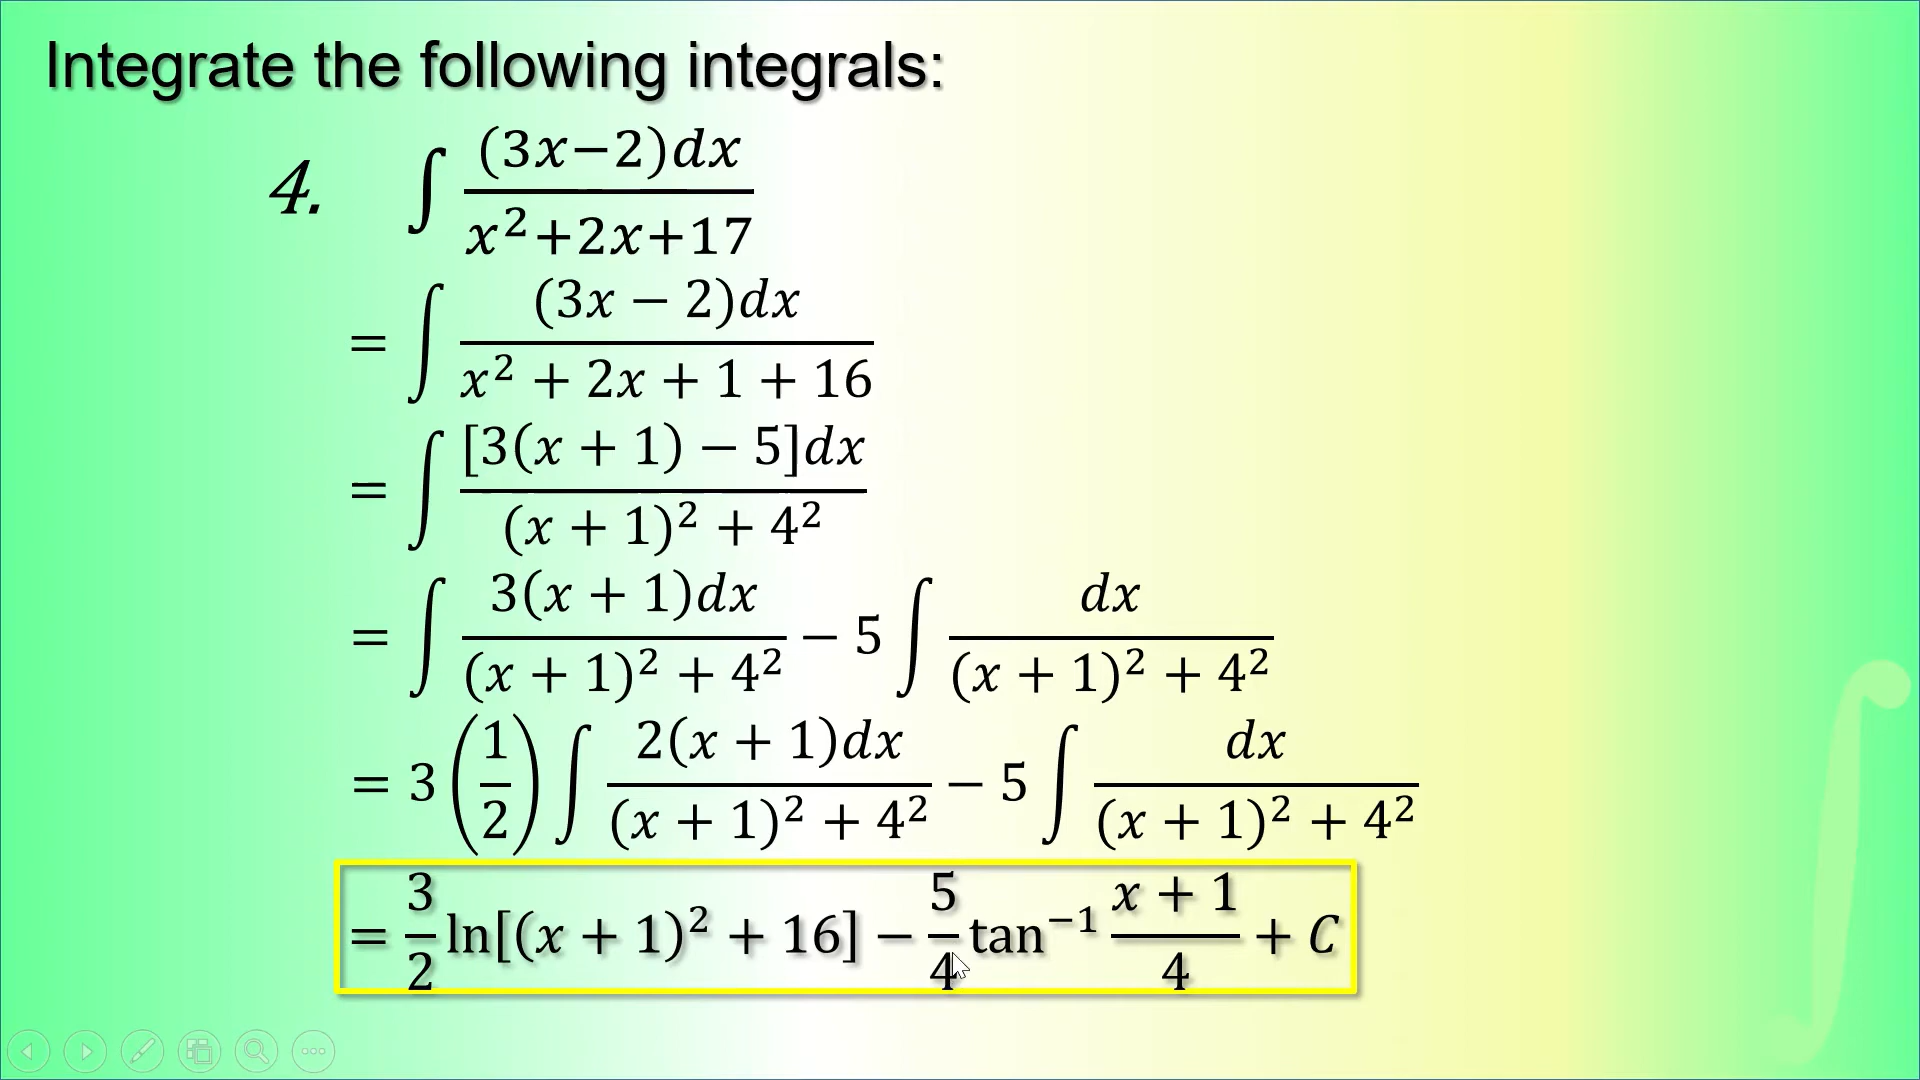 Integrate the following integrals:
4. ∫ (3x−2)dx / x²+2x+17
= ∫ (3x − 2)dx / x² + 2x + 1 + 16
= ∫ [3(x + 1) − 5]dx / (x + 1)² + 4²
= ∫ 3(x + 1)dx / (x + 1)² + 4² − 5 ∫ dx / (x + 1)² + 4²
= 3 (1/2) ∫ 2(x + 1)dx / (x + 1)² + 4² − 5 ∫ dx / (x + 1)² + 4²
= 3/2 ln[(x + 1)² + 16] − 5/4 tan⁻¹ x + 1 / 4 + C